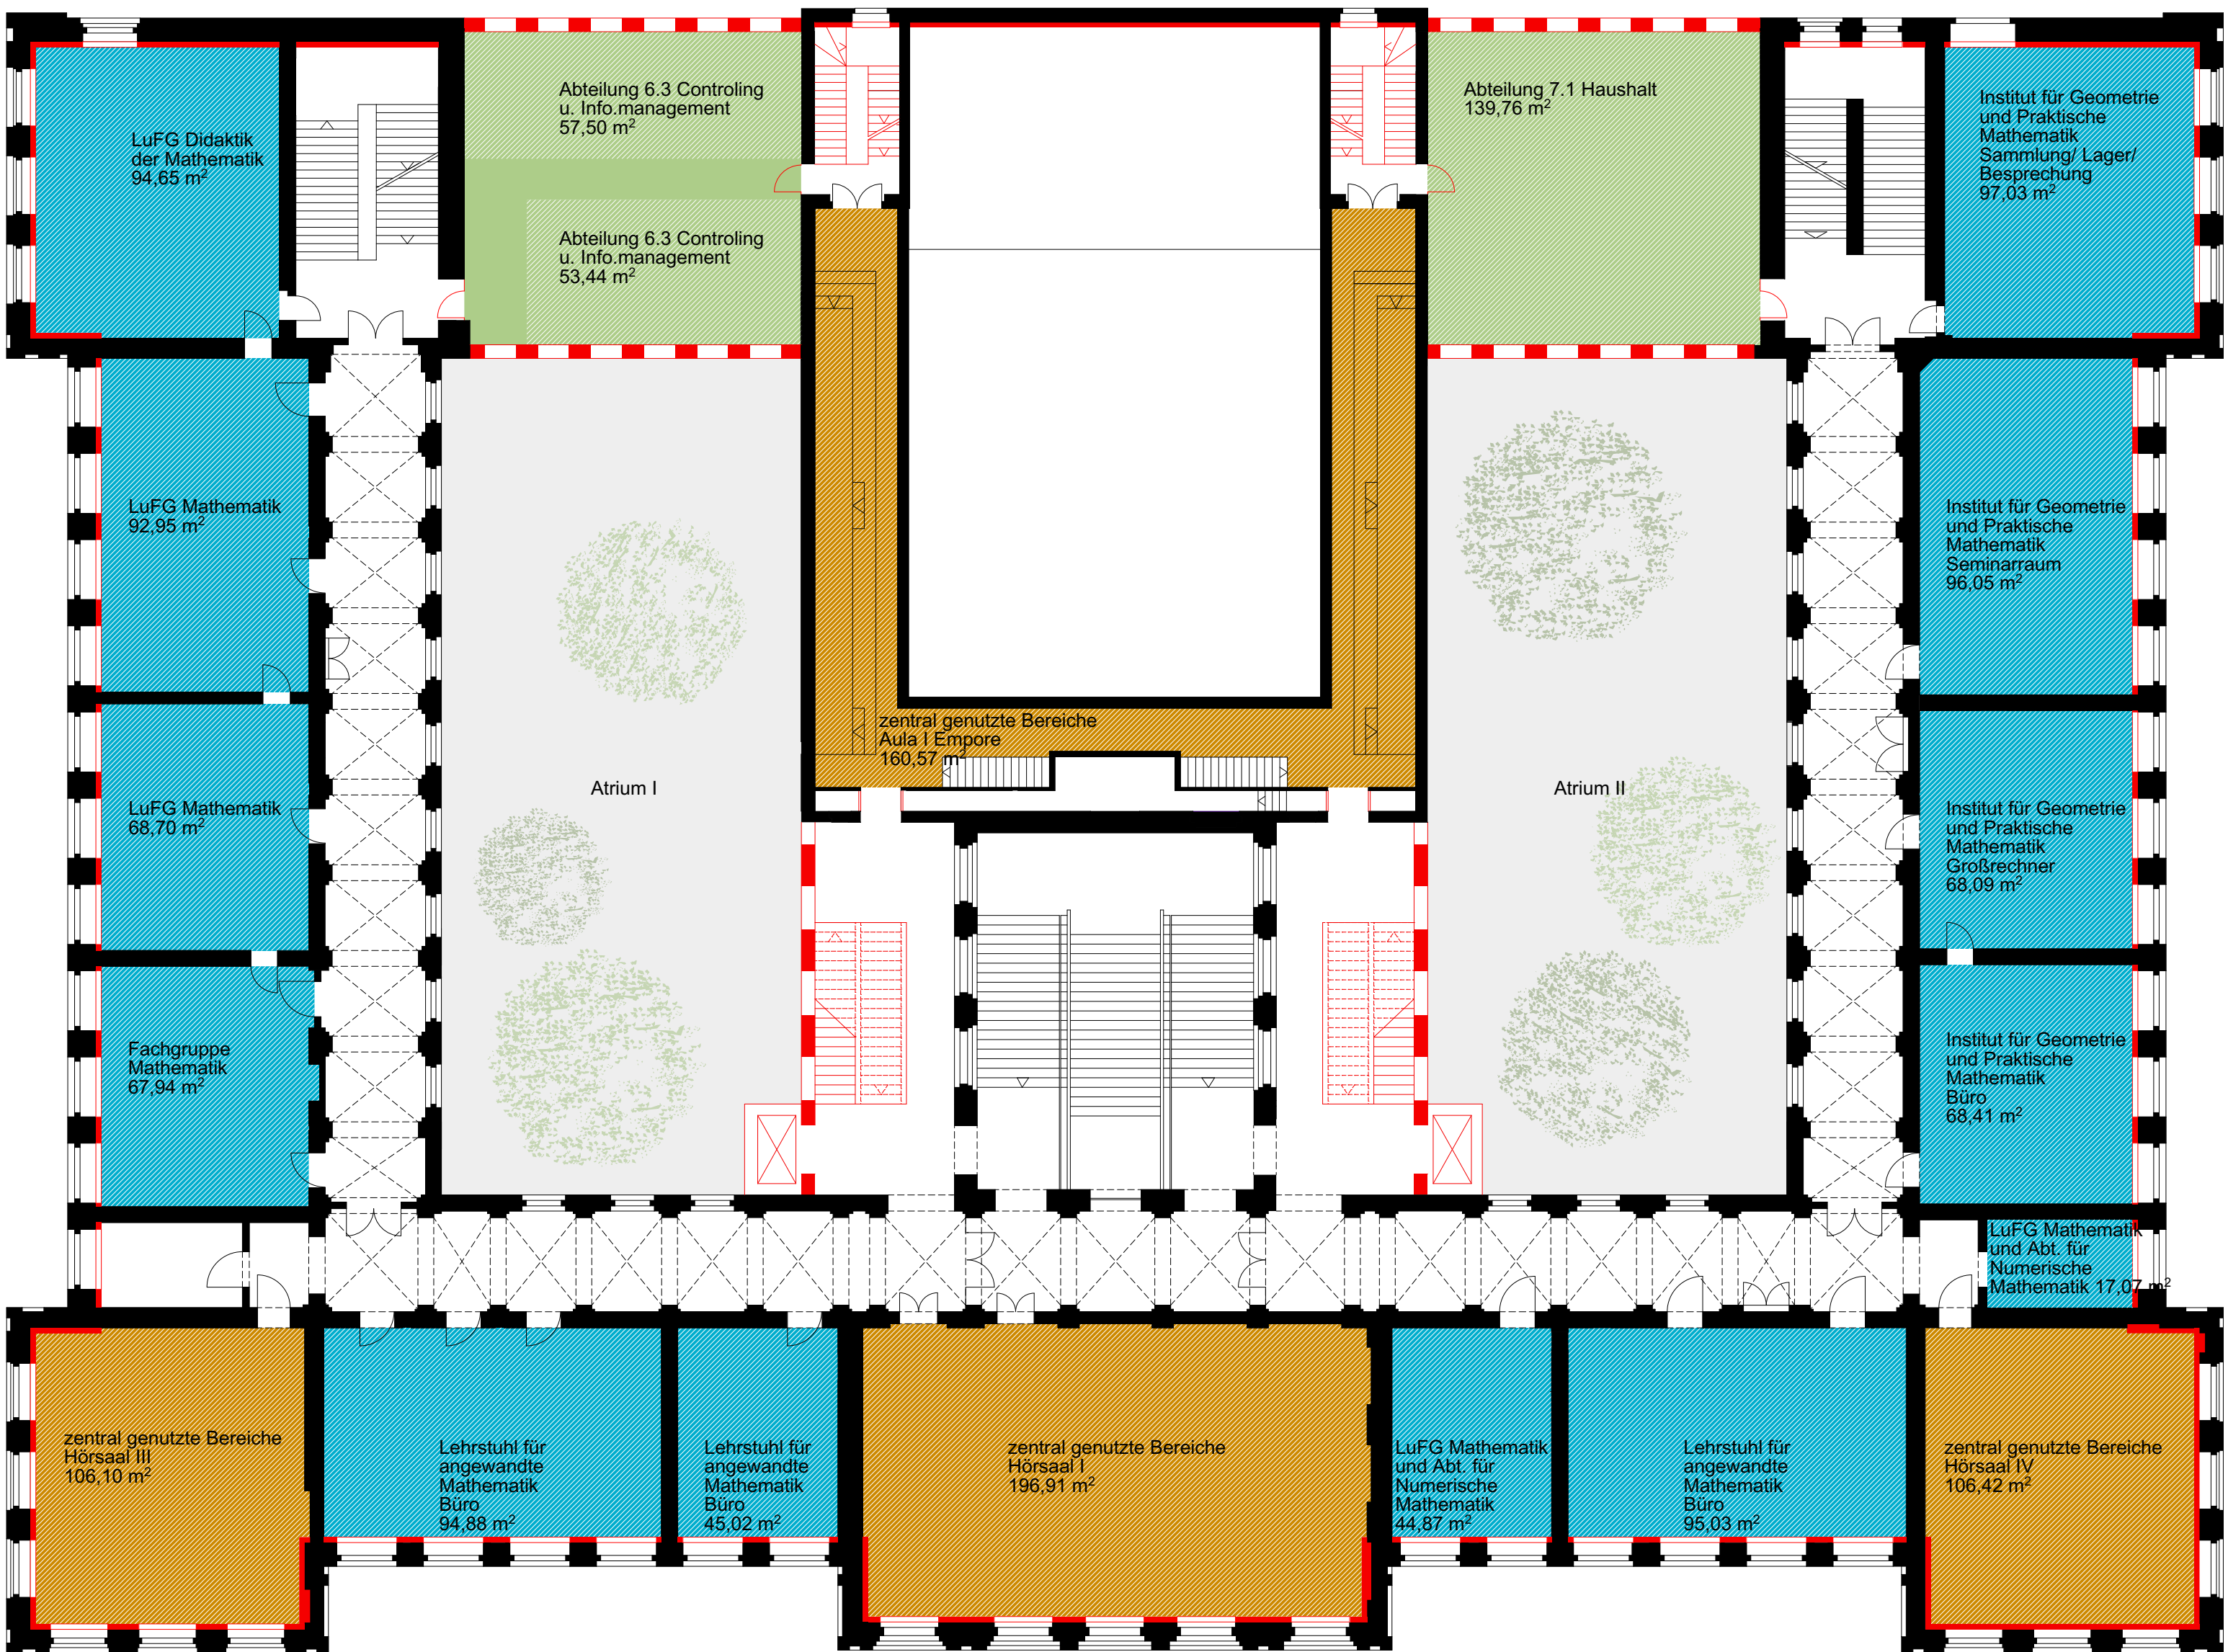 LuFG Didaktik
der Mathematik
94,65 m²
Abteilung 6.3 Controling
u. Info.management
57,50 m²
Abteilung 6.3 Controling
u. Info.management
53,44 m²
Abteilung 7.1 Haushalt
139,76 m²
Institut für Geometrie
und Praktische
Mathematik
Sammlung/ Lager/
Besprechung
97,03 m²
LuFG Mathematik
92,95 m²
Institut für Geometrie
und Praktische
Mathematik
Seminarraum
96,05 m²
zentral genutzte Bereiche
Aula I Empore
160,57 m²
Atrium I
Atrium II
LuFG Mathematik
68,70 m²
Institut für Geometrie
und Praktische
Mathematik
Großrechner
68,09 m²
Fachgruppe
Mathematik
67,94 m²
Institut für Geometrie
und Praktische
Mathematik
Büro
68,41 m²
LuFG Mathematik
und Abt. für
Numerische
Mathematik 17,07 m²
zentral genutzte Bereiche
Hörsaal III
106,10 m²
Lehrstuhl für
angewandte
Mathematik
Büro
94,88 m²
Lehrstuhl für
angewandte
Mathematik
Büro
45,02 m²
zentral genutzte Bereiche
Hörsaal I
196,91 m²
LuFG Mathematik
und Abt. für
Numerische
Mathematik
44,87 m²
Lehrstuhl für
angewandte
Mathematik
Büro
95,03 m²
zentral genutzte Bereiche
Hörsaal IV
106,42 m²